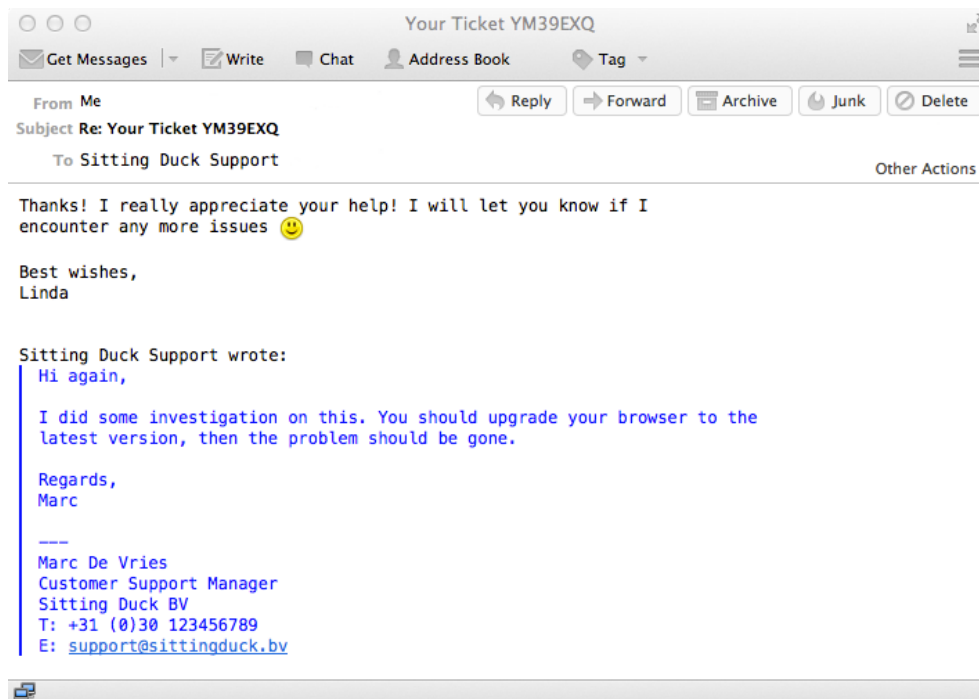 Your Ticket YM39EXQ
Get Messages Write Chat Address Book Tag
From Me Reply Forward Archive Junk Delete
Subject Re: Your Ticket YM39EXQ
To Sitting Duck Support
Other Actions
Thanks! I really appreciate your help! I will let you know if I
encounter any more issues
Best wishes,
Linda
Sitting Duck Support wrote:
Hi again,
I did some investigation on this. You should upgrade your browser to the
latest version, then the problem should be gone.
Regards,
Marc
———
Marc De Vries
Customer Support Manager
Sitting Duck BV
T: +31 (0)30 123456789
E: support@sittingduck.bv